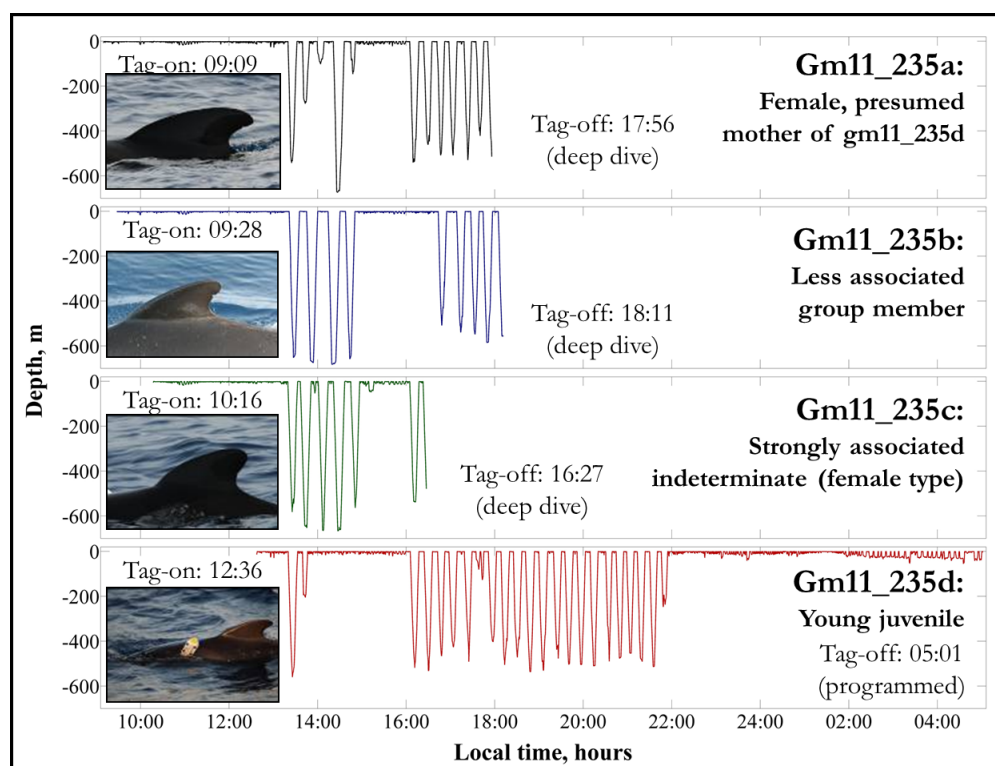 0
-200
-400
-600
Tag-on: 09:09
Gm11_235a:
Female, presumed
mother of gm11_235d
Tag-off: 17:56
(deep dive)
0
-200
-400
-600
Tag-on: 09:28
Gm11_235b:
Less associated
group member
Tag-off: 18:11
(deep dive)
0
-200
-400
-600
Tag-on: 10:16
Gm11_235c:
Strongly associated
indeterminate (female type)
Tag-off: 16:27
(deep dive)
0
-200
-400
-600
Tag-on: 12:36
Gm11_235d:
Young juvenile
Tag-off: 05:01
(programmed)
Depth, m
10:00 12:00 14:00 16:00 18:00 20:00 22:00 00:00 02:00 04:00
Local time, hours